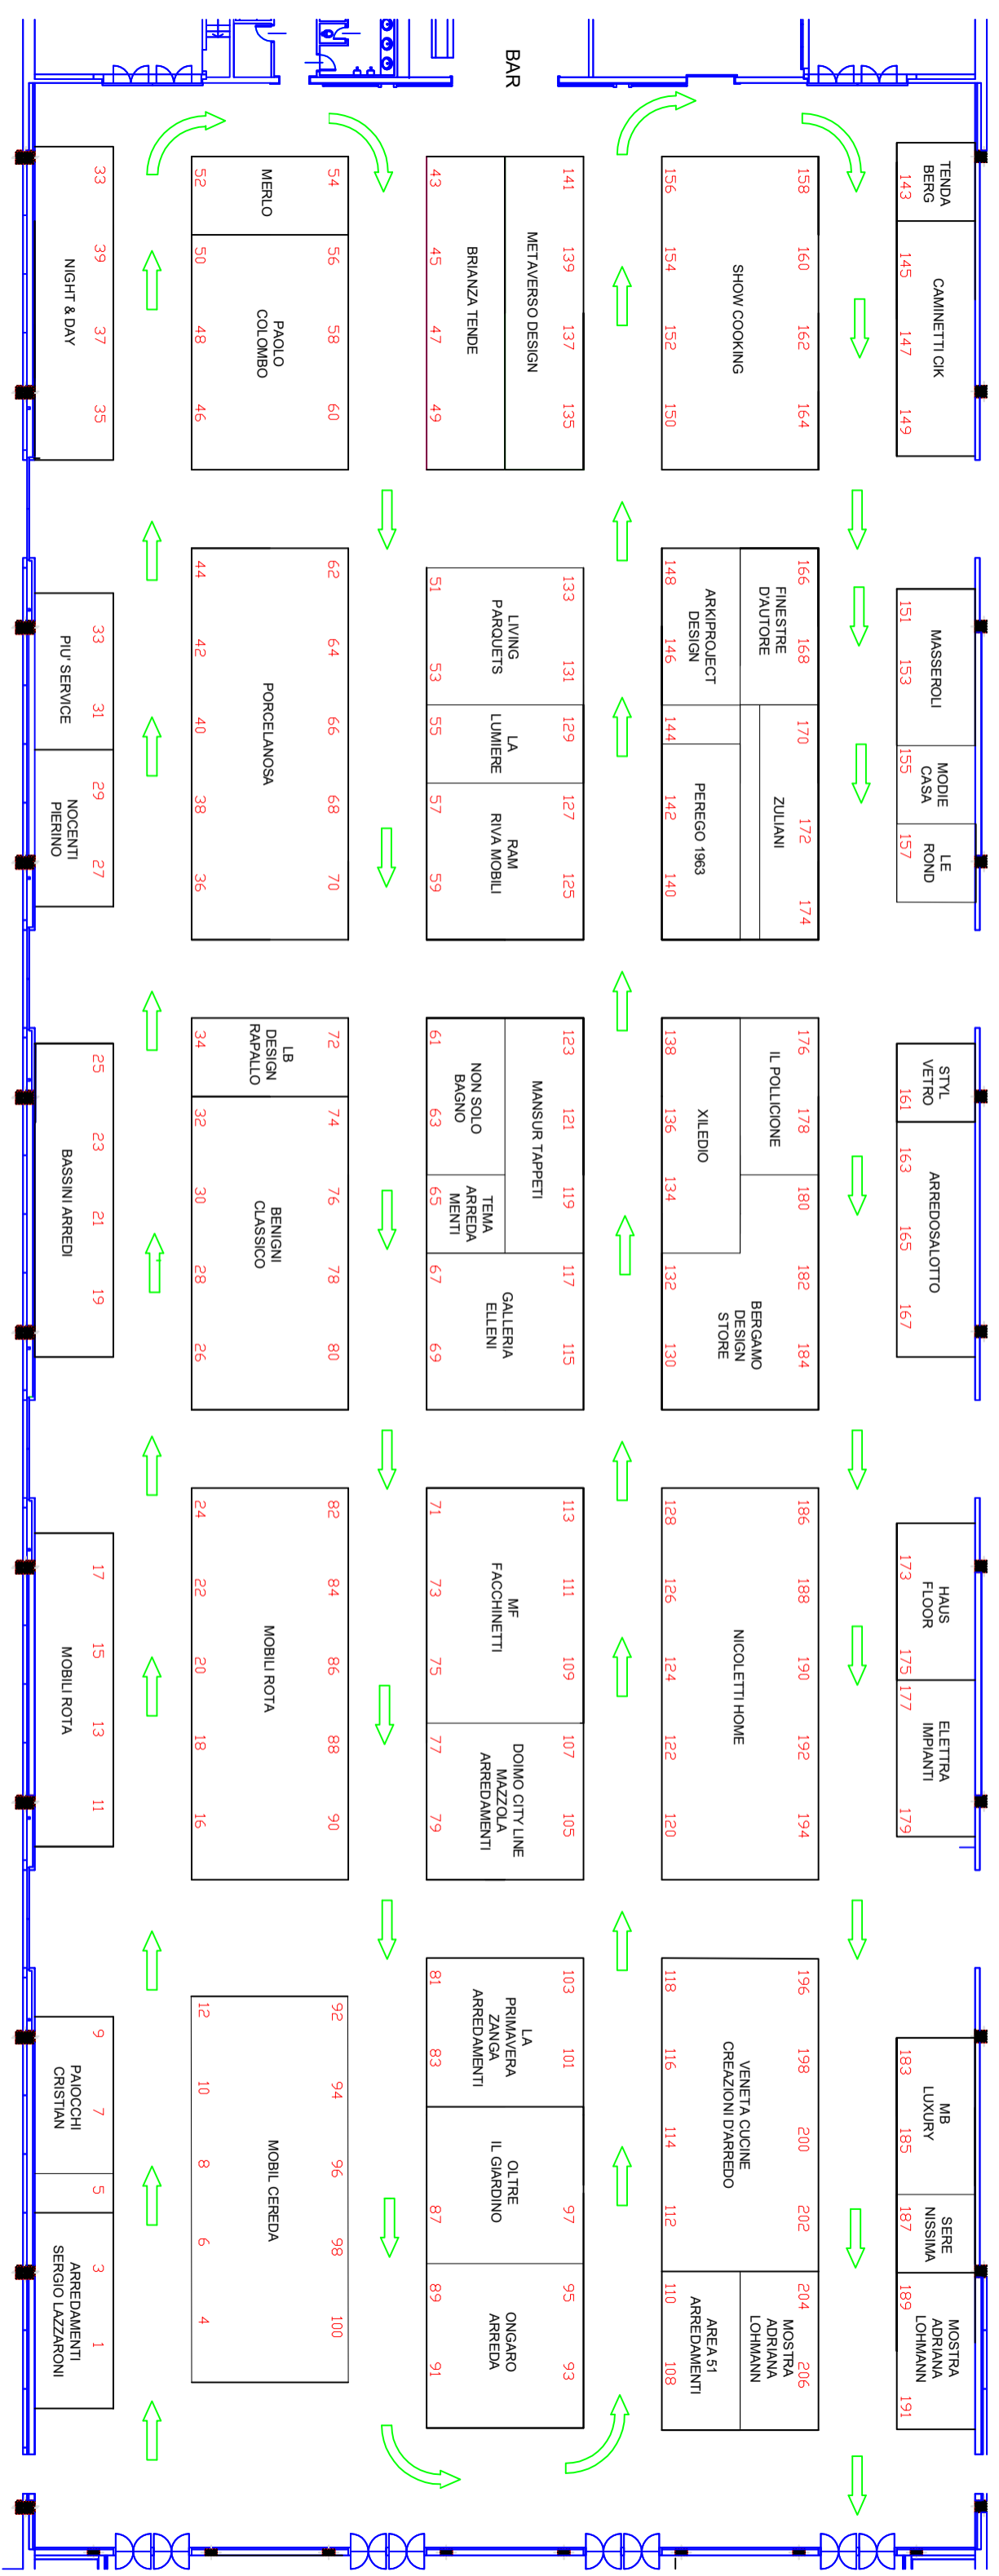 TENDA
BERG
143
CAMINETTI CIK
145 147 149
MASSEROLI
151 153
MODIE
CASA
155
LE
ROND
157
STYL
VETRO
161
ARREDOSALOTTO
163 165 167
HAUS
FLOOR
173 175
ELETTRA
IMPIANTI
177 179
MB
LUXURY
183 185
SERE
NISSIMA
187
MOSTRA
ADRIANA
LOHMANN
189 191
158 160 162 164
SHOW COOKING
156 154 152 150
166 168
FINESTRE
D'AUTORE
170 172 174
ZULIANI
ARKIPROJECT
DESIGN
148 146
144
PEREGO 1963
142 140
176 178
IL POLLICIONE
XILEDIO
138 136 134
180 182 184
BERGAMO
DESIGN
STORE
132 130
186 188 190 192 194
NICOLETTI HOME
128 126 124 122 120
196 198 200 202
VENETA CUCINE
CREAZIONI D'ARREDO
118 116 114 112
204 206
MOSTRA
ADRIANA
LOHMANN
AREA 51
ARREDAMENTI
110 108
BAR
141 139 137 135
METAVERSO DESIGN
BRIANZA TENDE
43 45 47 49
133 131
LIVING
PARQUETS
51 53
129
LA
LUMIERE
55
127 125
RAM
RIVA MOBILI
57 59
123 121 119
MANSUR TAPPETI
NON SOLO
BAGNO
61 63
TEMA
ARREDA
MENTI
65
117 115
GALLERIA
ELLENI
67 69
113 111 109
MF
FACCHINETTI
71 73 75
107 105
DOIMO CITY LINE
MAZZOLA
ARREDAMENTI
77 79
103 101
LA
PRIMAVERA
ZANGA
ARREDAMENTI
81 83
97
OLTRE
IL GIARDINO
87
95 93
ONGARO
ARREDA
89 91
54
MERLO
52
56 58 60
PAOLO
COLOMBO
50 48 46
62 64 66 68 70
PORCELANOSA
44 42 40 38 36
72
LB
DESIGN
RAPALLO
34
74 76 78 80
BENIGNI
CLASSICO
32 30 28 26
82 84 86 88 90
MOBILI ROTA
24 22 20 18 16
92 94 96 98 100
MOBIL CEREDA
12 10 8 6 4
33 39 37 35
NIGHT & DAY
33 31
PIU' SERVICE
29 27
NOCENTI
PIERINO
25 23 21 19
BASSINI ARREDI
17 15 13 11
MOBILI ROTA
9 7
PAIOCCHI
CRISTIAN
5
3 1
ARREDAMENTI
SERGIO LAZZARONI